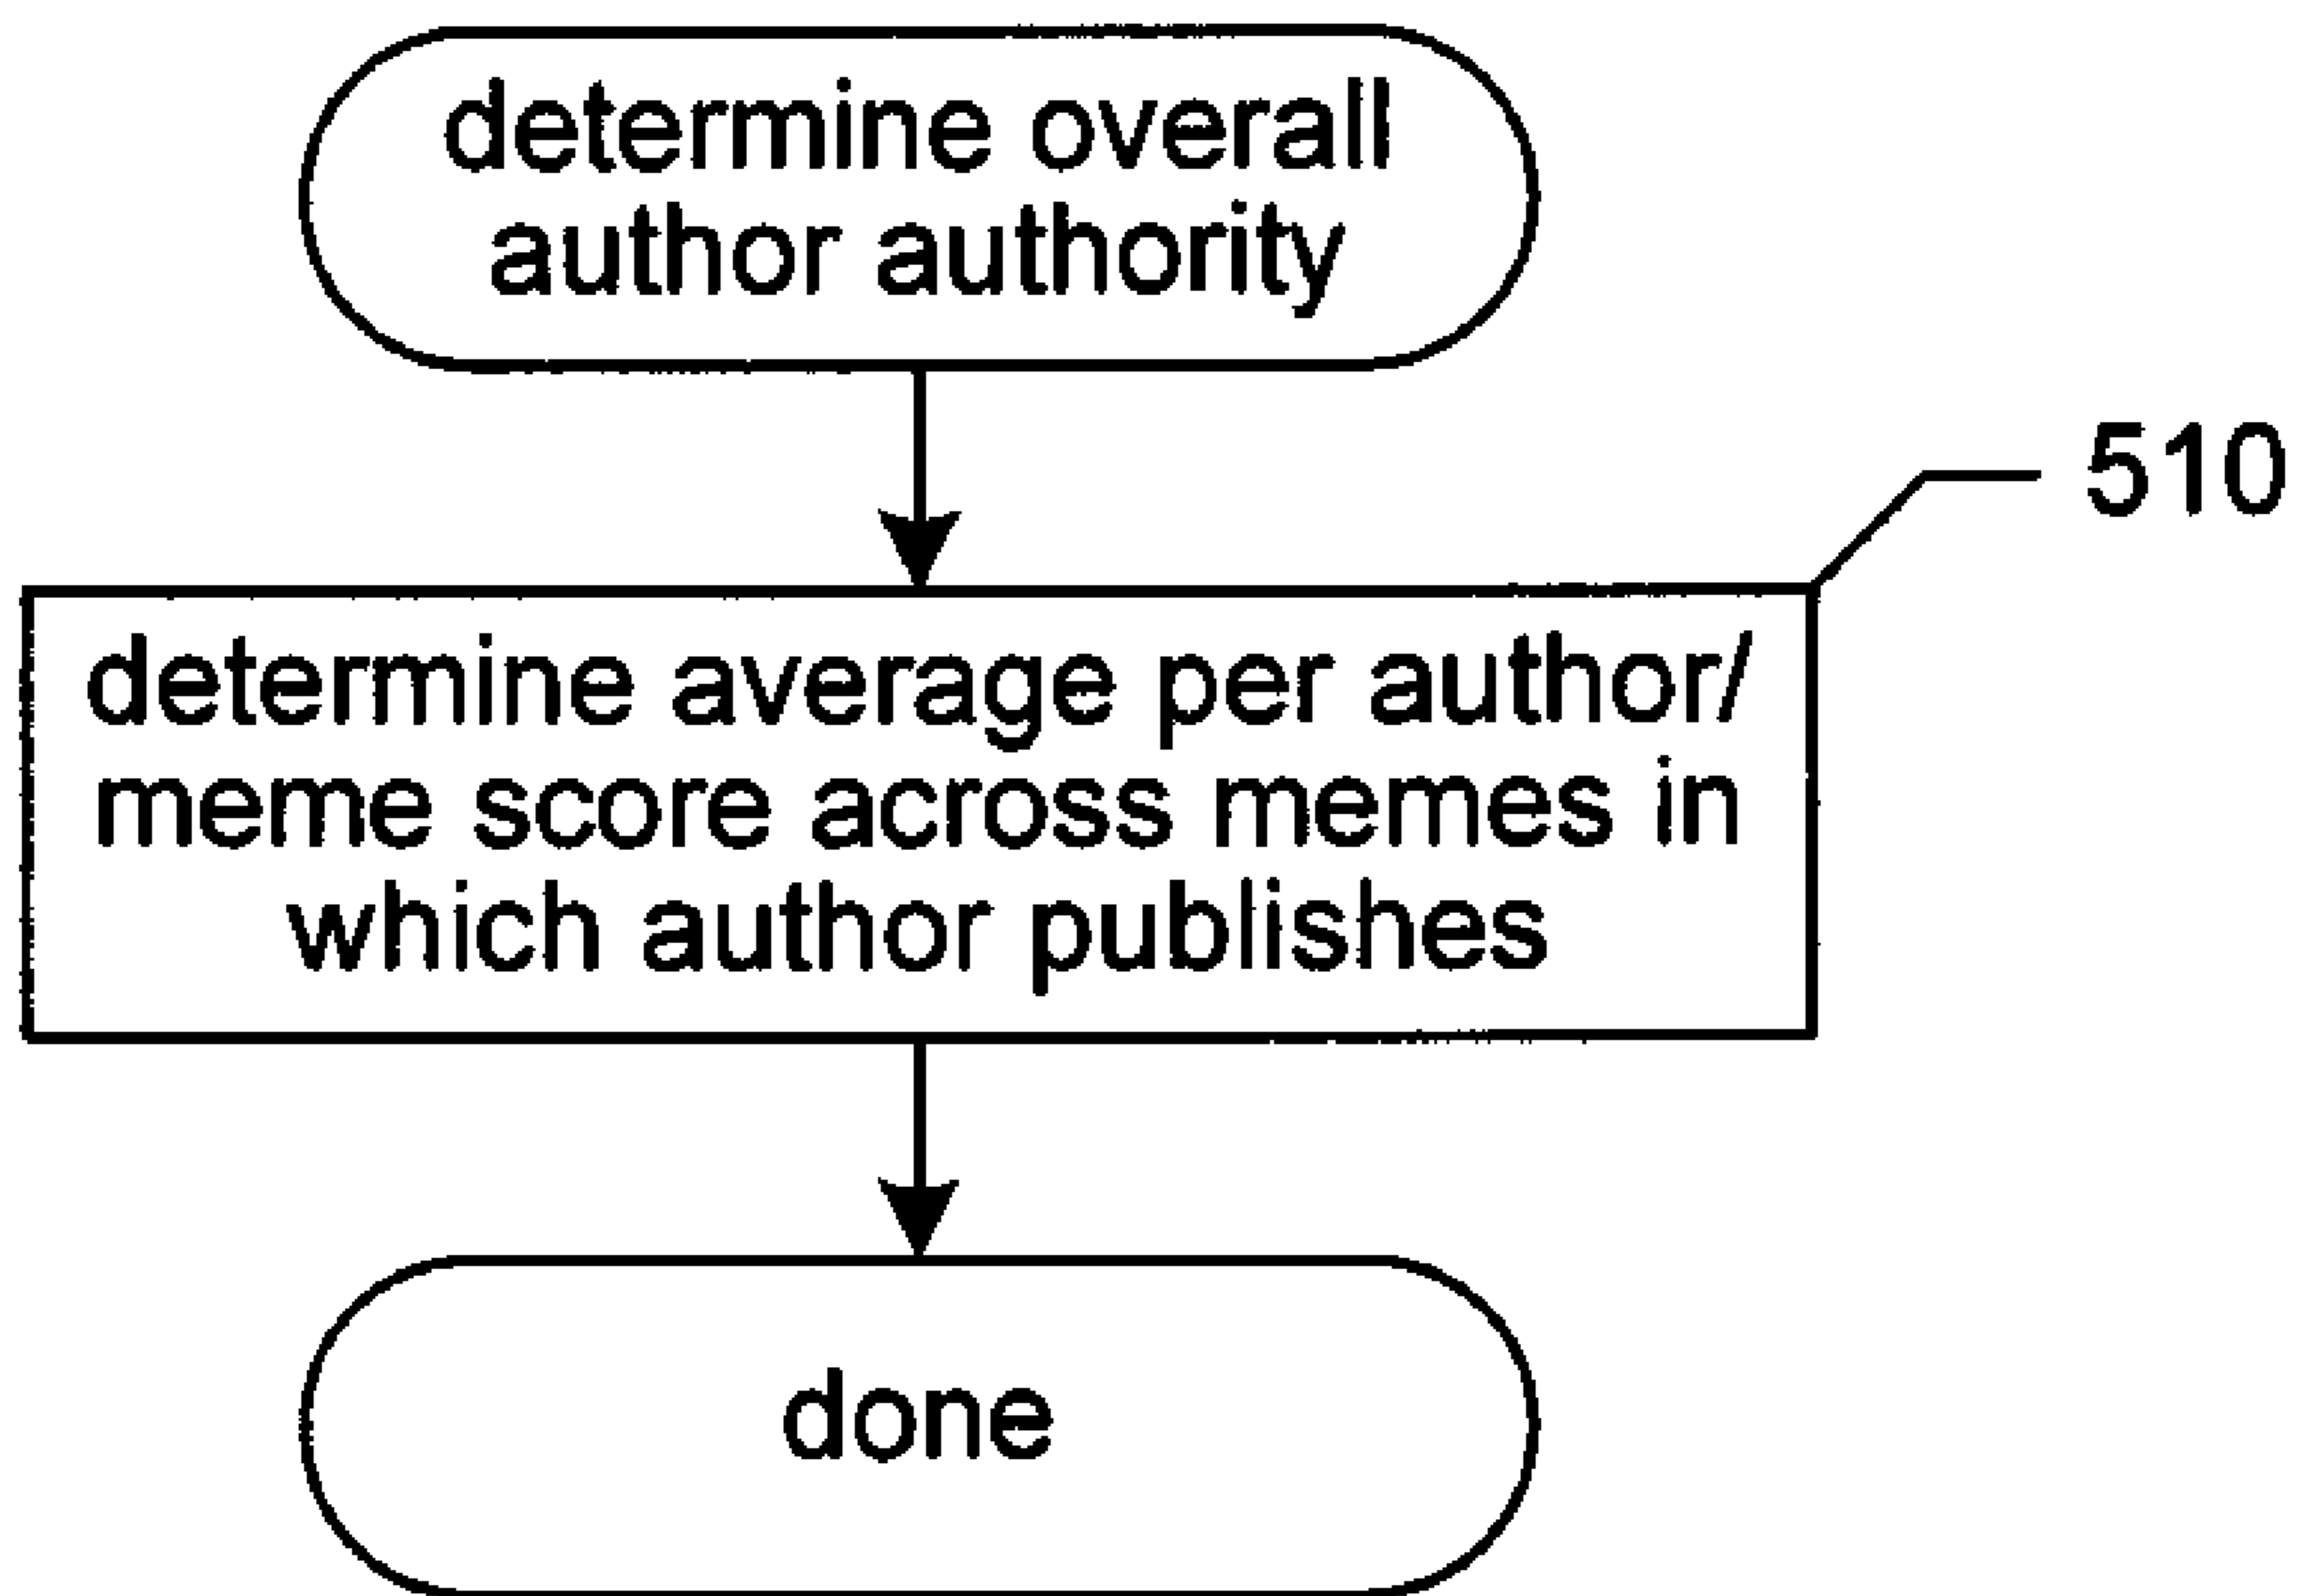 determine overall
author authority
510
determine average per author/
meme score across memes in
which author publishes
done